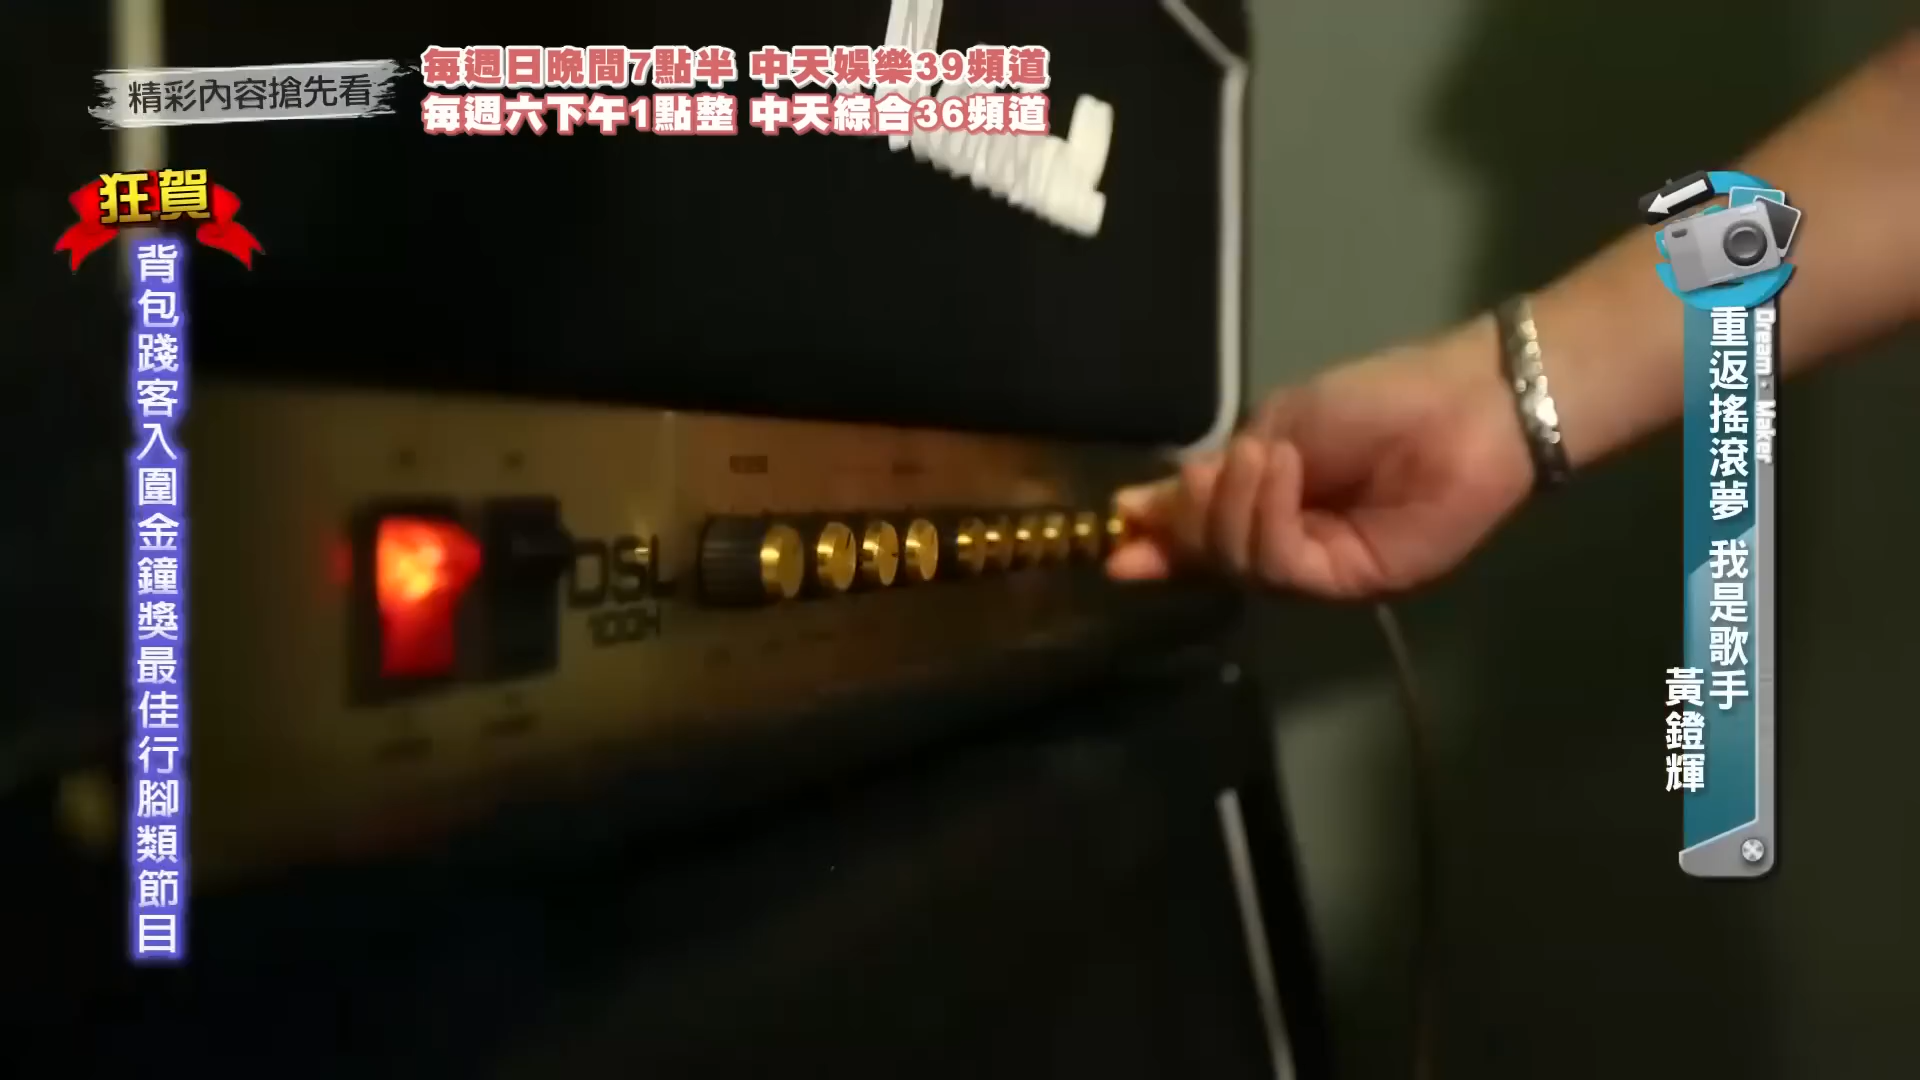 精彩內容搶先看
每週日晚間7點半 中天娛樂39頻道
每週六下午1點整 中天綜合36頻道
狂賀
背包踐客入圍金鐘獎最佳行腳類節目
Dream·Maker
重返搖滾夢 我是歌手
黃鐙輝
DSL
100H